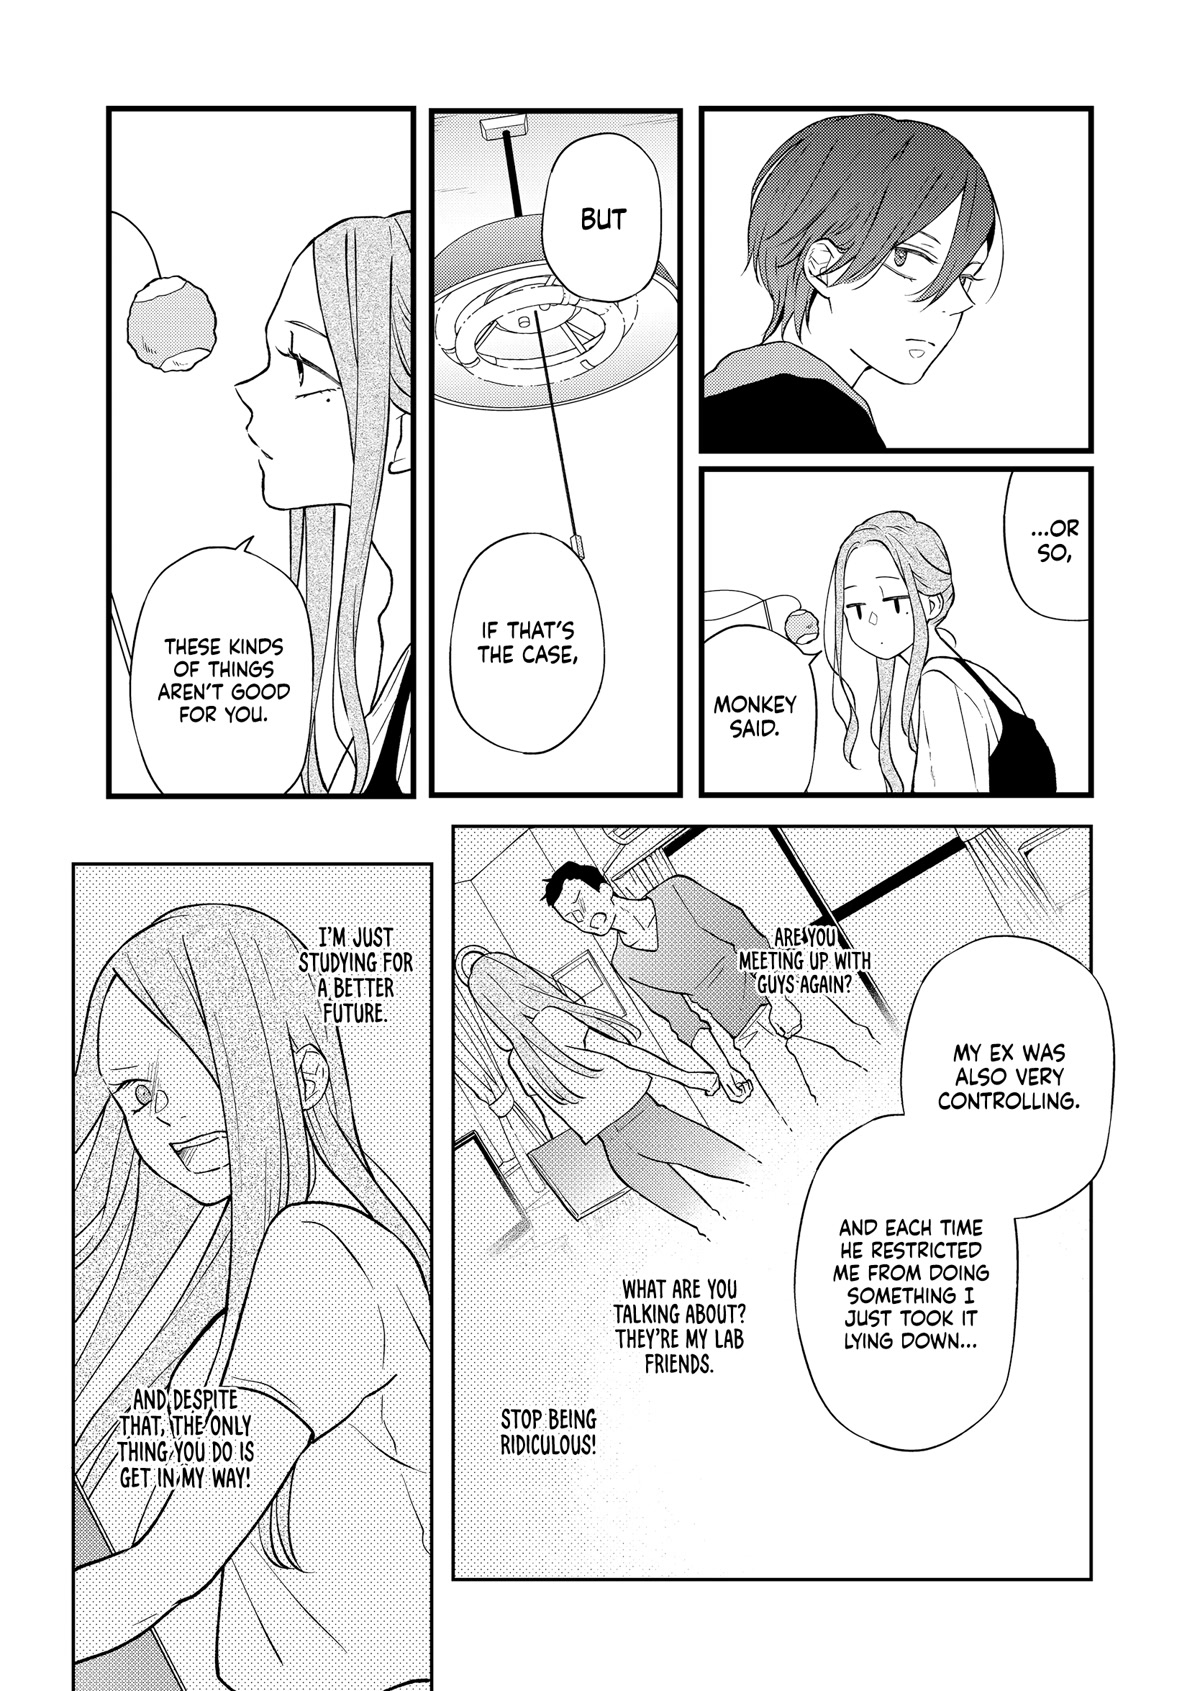 ...OR
SO,
MONKEY
SAID.
BUT
IF THAT'S
THE CASE,
THESE KINDS
OF THINGS
AREN'T GOOD
FOR YOU.
MY EX WAS
ALSO VERY
CONTROLLING.
AND EACH TIME
HE RESTRICTED
ME FROM DOING
SOMETHING I
JUST TOOK IT
LYING DOWN...
ARE YOU
MEETING UP WITH
GUYS AGAIN?
WHAT ARE YOU
TALKING ABOUT?
THEY'RE MY LAB
FRIENDS.
STOP BEING
RIDICULOUS!
I'M JUST
STUDYING FOR
A BETTER
FUTURE.
AND DESPITE
THAT, THE ONLY
THING YOU DO IS
GET IN MY WAY!